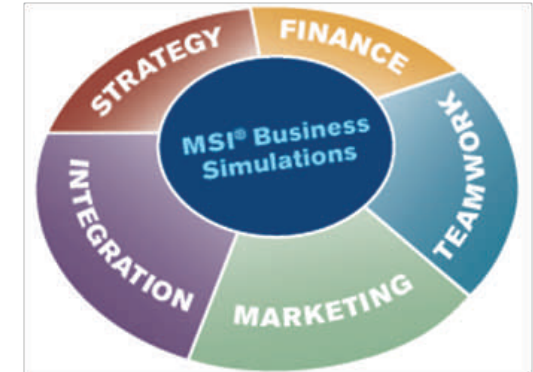 STRATEGY
FINANCE
MSI® Business
Simulations
TEAMWORK
INTEGRATION
MARKETING